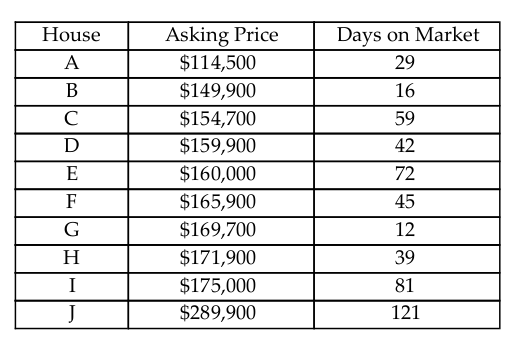 House Asking Price Days on Market
A $114,500 29
B $149,900 16
C $154,700 59
D $159,900 42
E $160,000 72
F $165,900 45
G $169,700 12
H $171,900 39
I $175,000 81
J $289,900 121